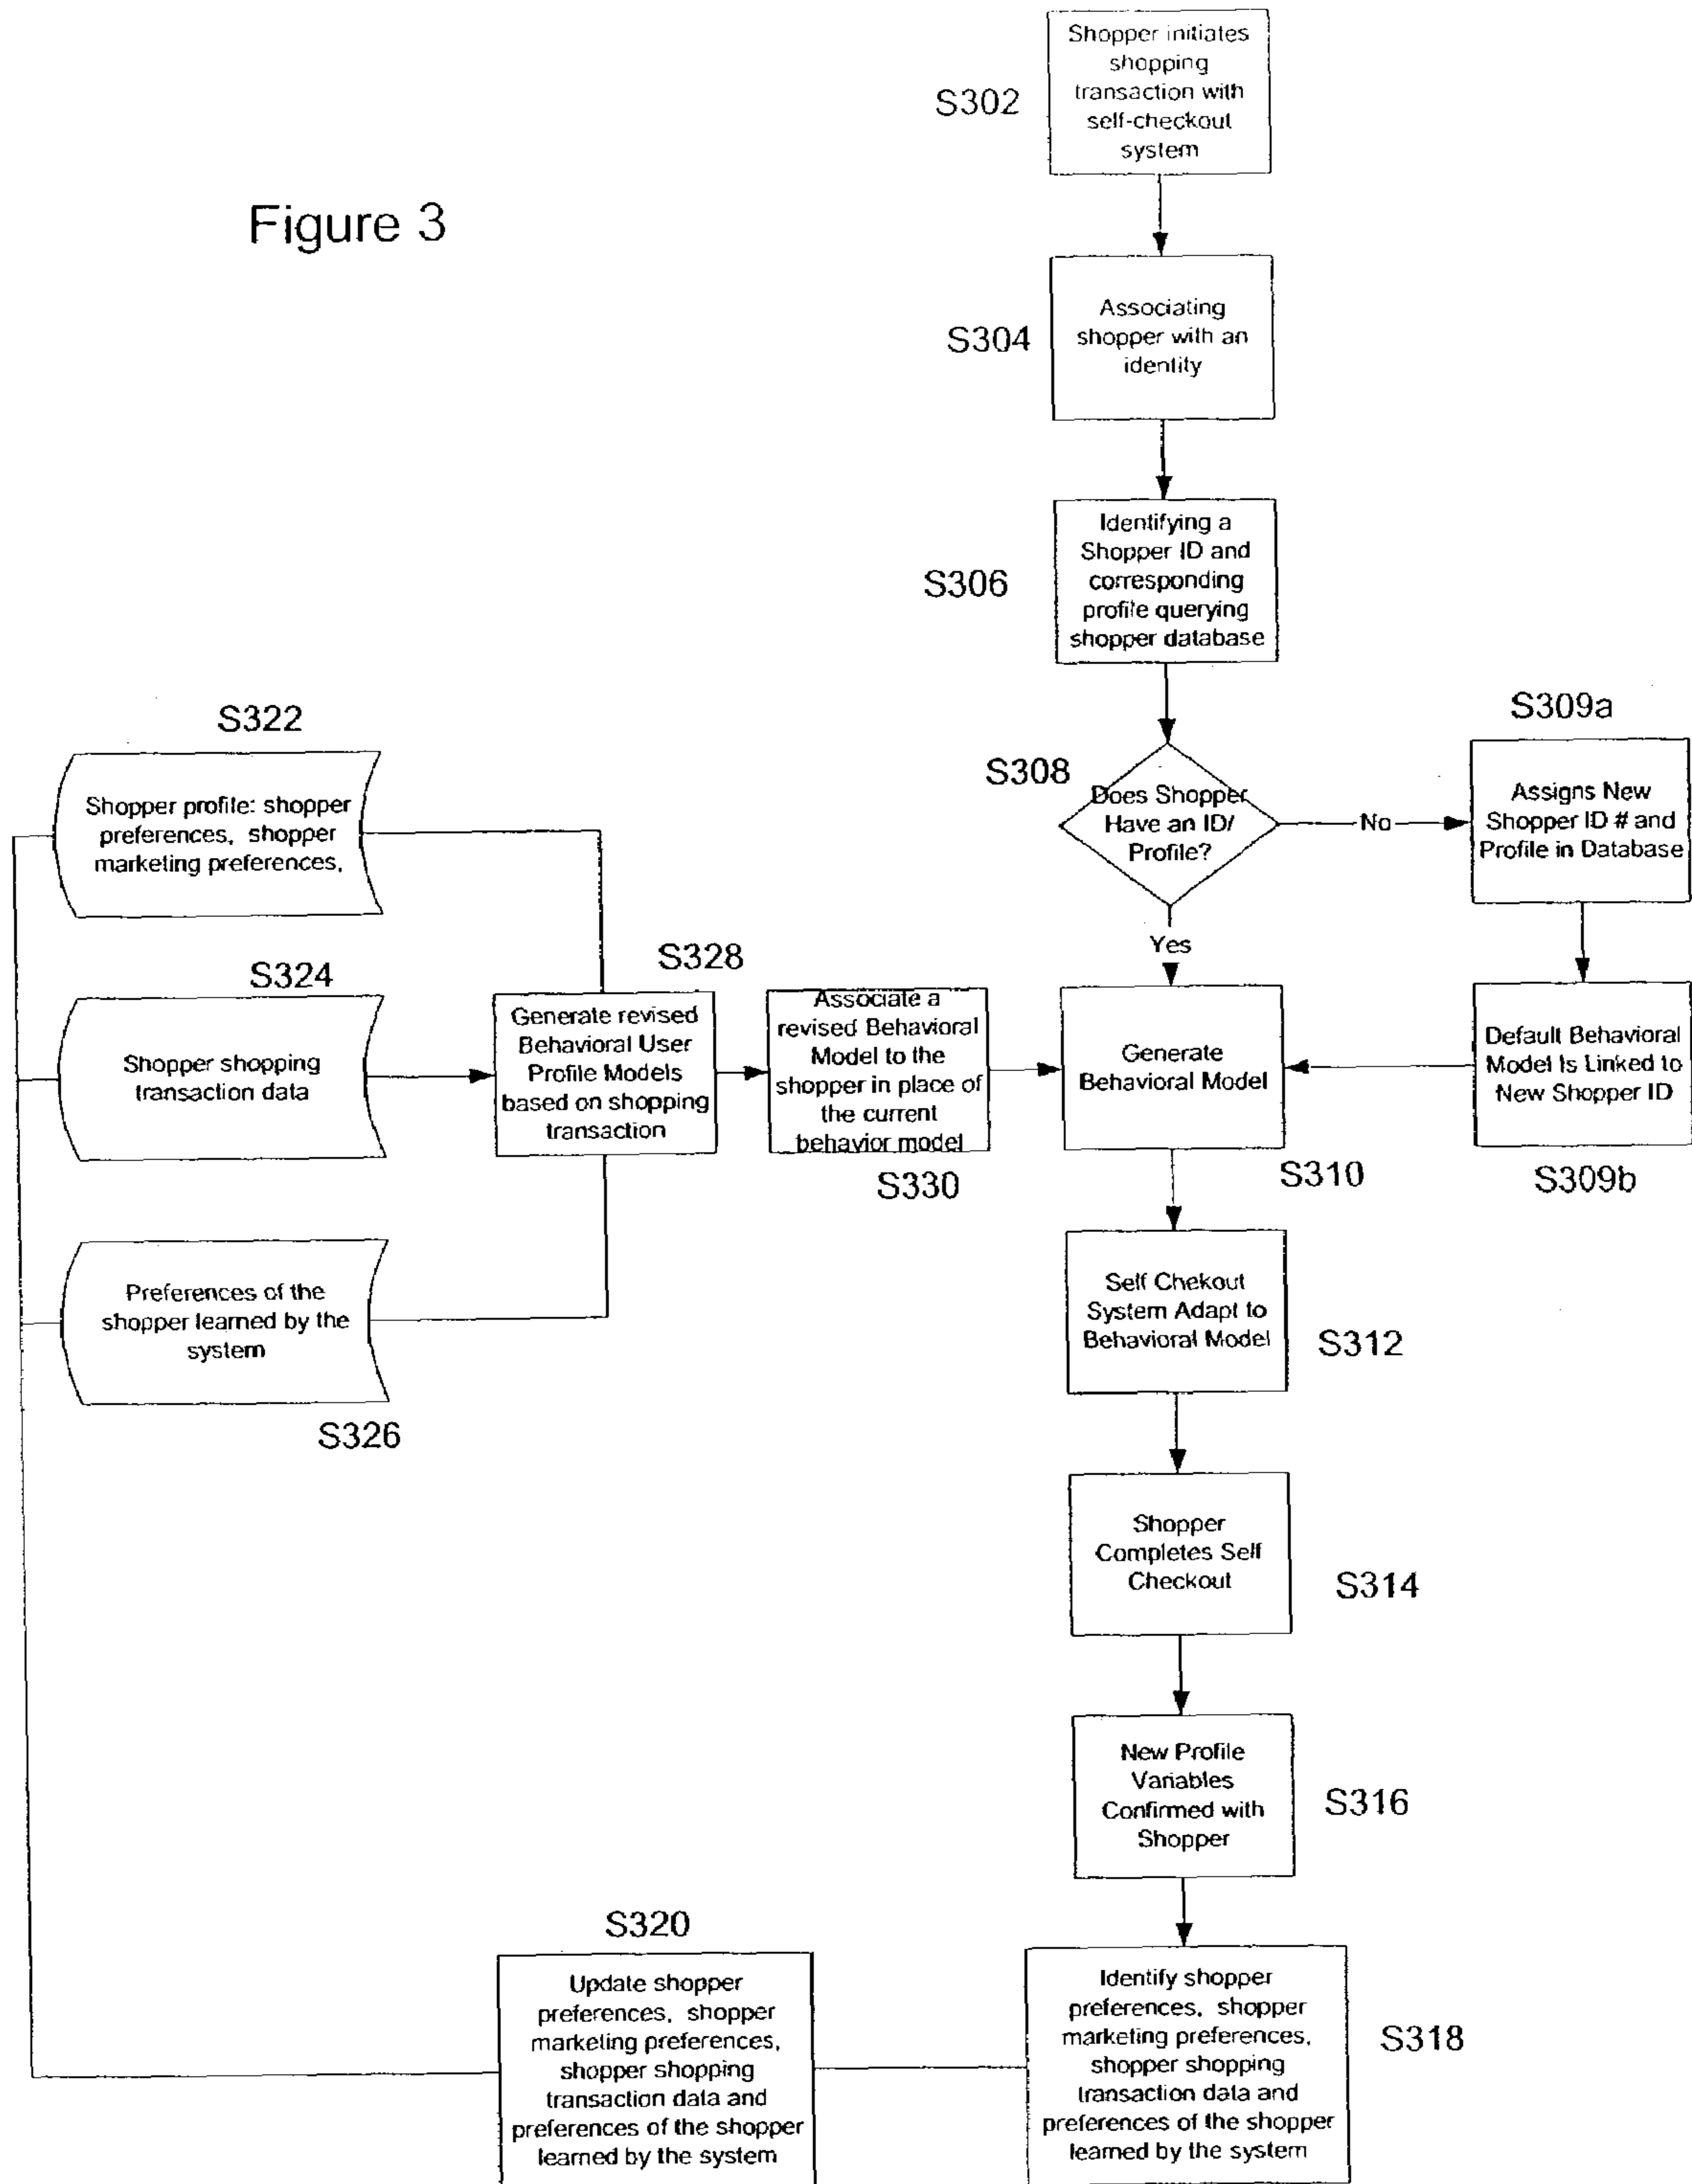 Figure 3
S302
Shopper initiates
shopping
transaction with
self-checkout
system
S304
Associating
shopper with an
identity
S306
Identifying a
Shopper ID and
corresponding
profile querying
shopper database
S308
Does Shopper
Have an ID/
Profile?
No
Yes
S309a
Assigns New
Shopper ID # and
Profile in Database
Default Behavioral
Model Is Linked to
New Shopper ID
S309b
S322
Shopper profile: shopper
preferences, shopper
marketing preferences,
S324
Shopper shopping
transaction data
Preferences of the
shopper learned by the
system
S326
S328
Generate revised
Behavioral User
Profile Models
based on shopping
transaction
Associate a
revised Behavioral
Model to the
shopper in place of
the current
behavior model
S330
Generate
Behavioral Model
S310
Self Chekout
System Adapt to
Behavioral Model
S312
Shopper
Completes Self
Checkout
S314
New Profile
Variables
Confirmed with
Shopper
S316
Identify shopper
preferences, shopper
marketing preferences,
shopper shopping
transaction data and
preferences of the shopper
learned by the system
S318
S320
Update shopper
preferences, shopper
marketing preferences,
shopper shopping
transaction data and
preferences of the shopper
learned by the system